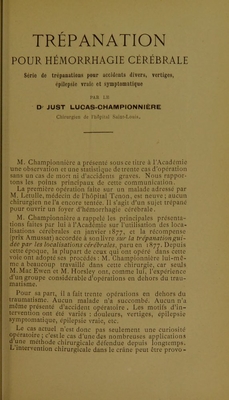 TRÉPANATION
POUR HÉMORRHAGIE CÉRÉBRALE
Série de trépanations pour accidents divers, vertiges,
épilepsie vraie et symptomatique
PAR LE
Dr JUST LUCAS-CHAMPIONNIÈRE
Chirurgien de l'hôpital Saint-Louis.
M. Championnière a présenté sous ce titre à l'Académie
une observation et une statistique de trente cas d'opération
sans un cas de mort ni d'accidents graves. Nous rappor-
tons les points principaux de cette communication.
La première opération faite sur un malade adressé par
M. Letulle, médecin de l'hôpital Tenon, est neuve : aucun
chirurgien ne l'a encore tentée. Il s'agit d'un sujet trépané
pour ouvrir un foyer d'hémorrhagie cérébrale.
M. Championnière a rappelé les principales présenta-
tions faites par lui à l'Académie sur l'utilisation des loca-
lisations cérébrales en janvier 1877, et la récompense
(prix Amussat) accordée à son livre sur la trépanation gui-
dée par les localisations cérébrales, paru en 1877. Depuis
cette époque, la plupart de ceux qui ont opéré dans cette
voie ont adopté ses procédés : M. Championnière lui-mê-
me a beaucoup travaillé dans cette chirurgie, car seuls
M. Mac Ewen et M. Horsley ont, comme lui, l'expérience
d'un groupe considérable d'opérations en dehors du trau-
matisme.
Pour sa part, il a fait trente opérations en dehors du
traumatisme. Aucun malade n'a succombé. Aucun n'a
même présenté d'accident opératoire. Les motifs d'in-
tervention ont été variés : douleurs, vertiges, épilepsie
symptomatique, épilepsie vraie, etc.
Le cas actuel n'est donc pas seulement une curiosité
opératoire ; c'est le cas d'une des nombreuses applications
d'une méthode chirurgicale défendue depuis longtemps.
L'intervention chirurgicale dans le crâne peut être provo-